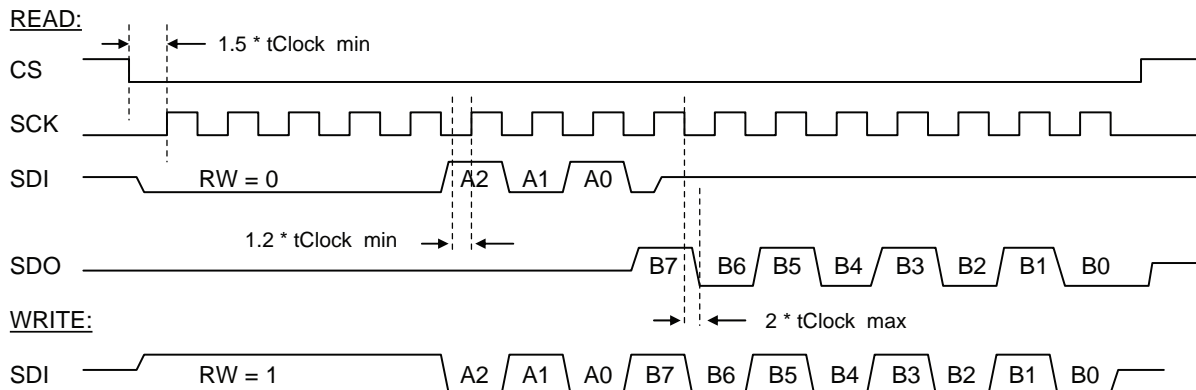 READ:
1.5 * tClock min
CS
SCK
SDI RW = 0 A2 A1 A0
1.2 * tClock min
SDO B7 B6 B5 B4 B3 B2 B1 B0
WRITE: 2 * tClock max
SDI RW = 1 A2 A1 A0 B7 B6 B5 B4 B3 B2 B1 B0